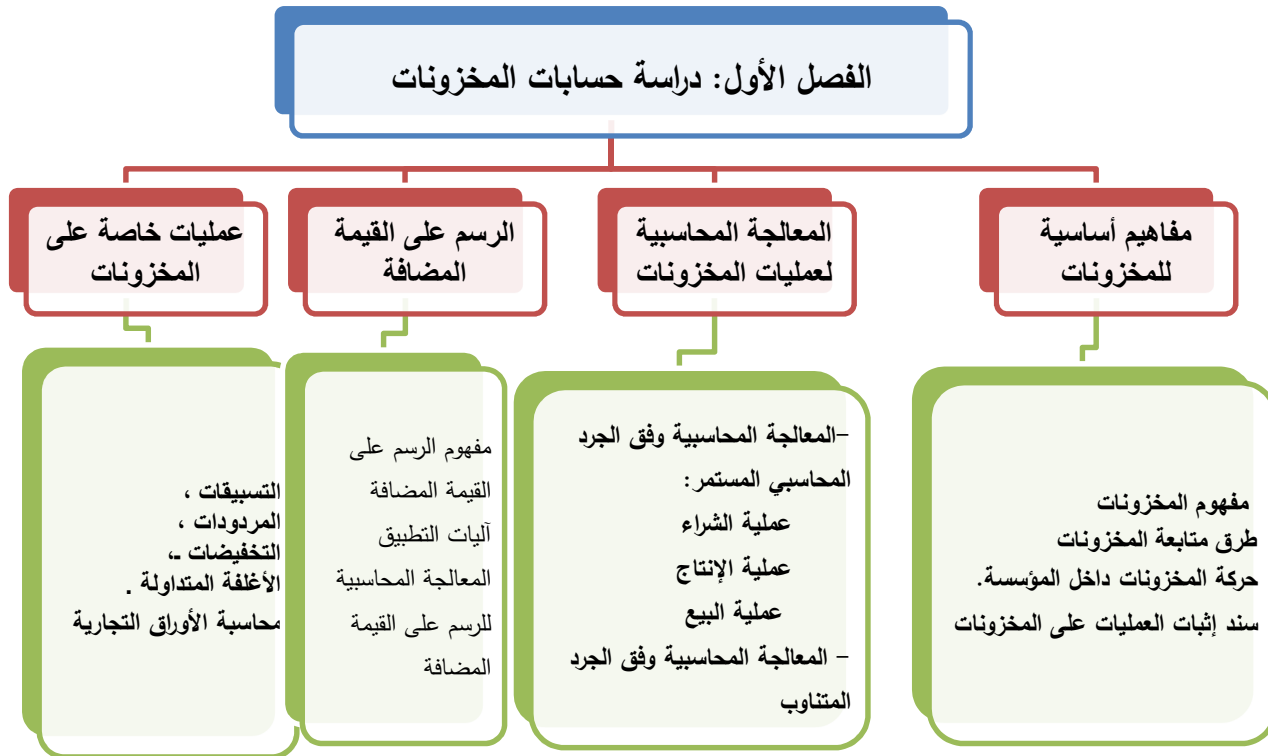 الفصل الأول: دراسة حسابات المخزونات
مفاهيم أساسية
للمخزونات
المعالجة المحاسبية
لعمليات المخزونات
الرسم على القيمة
المضافة
عمليات خاصة على
المخزونات
مفهوم المخزونات
طرق متابعة المخزونات
حركة المخزونات داخل المؤسسة.
سند إثبات العمليات على المخزونات
-المعالجة المحاسبية وفق الجرد
المحاسبي المستمر:
عملية الشراء
عملية الإنتاج
عملية البيع
- المعالجة المحاسبية وفق الجرد
المتناوب
مفهوم الرسم على
القيمة المضافة
آليات التطبيق
المعالجة المحاسبية
للرسم على القيمة
المضافة
التسبيقات ،
المردودات ،
التخفيضات ـ،
الأغلفة المتداولة .
محاسبة الأوراق التجارية